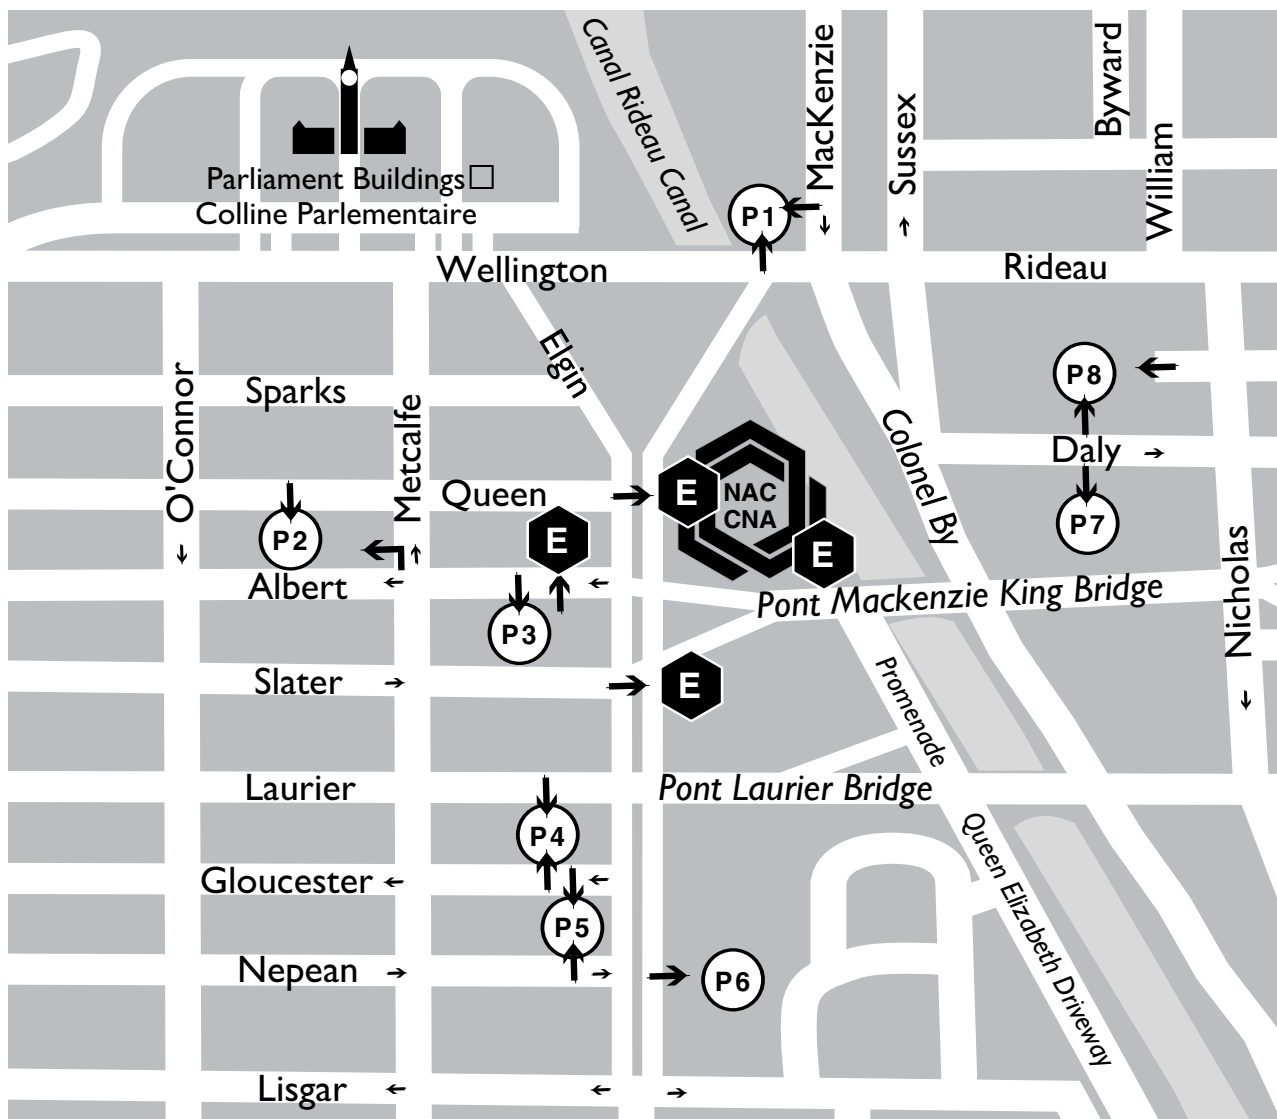 Canal Rideau Canal
MacKenzie
Sussex
Byward
William
Parliament Buildings□
Colline Parlementaire
P1
Wellington
Rideau
Elgin
O'Connor
Sparks
Metcalfe
P8
Colonel By
Daly
Queen
E
NAC
CNA
P2
E
E
P7
Nicholas
Albert
Pont Mackenzie King Bridge
P3
Slater
E
Promenade
Laurier
Pont Laurier Bridge
P4
Queen Elizabeth Driveway
Gloucester
P5
Nepean
P6
Lisgar